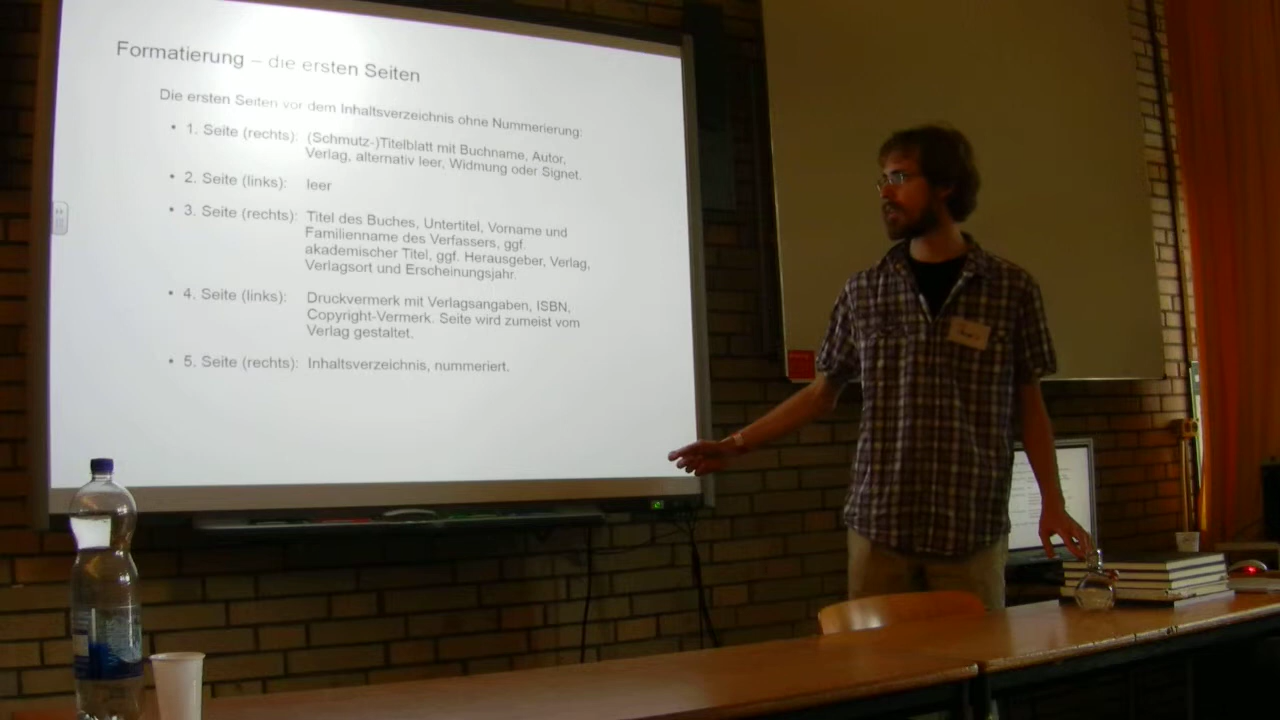 Formatierung – die ersten Seiten
Die ersten Seiten vor dem Inhaltsverzeichnis ohne Nummerierung:
• 1. Seite (rechts): (Schmutz-)Titelblatt mit Buchname, Autor,
Verlag, alternativ leer, Widmung oder Signet.
• 2. Seite (links): leer
• 3. Seite (rechts): Titel des Buches, Untertitel, Vorname und
Familienname des Verfassers, ggf.
akademischer Titel, ggf. Herausgeber, Verlag,
Verlagsort und Erscheinungsjahr.
• 4. Seite (links): Druckvermerk mit Verlagsangaben, ISBN,
Copyright-Vermerk. Seite wird zumeist vom
Verlag gestaltet.
• 5. Seite (rechts): Inhaltsverzeichnis, nummeriert.